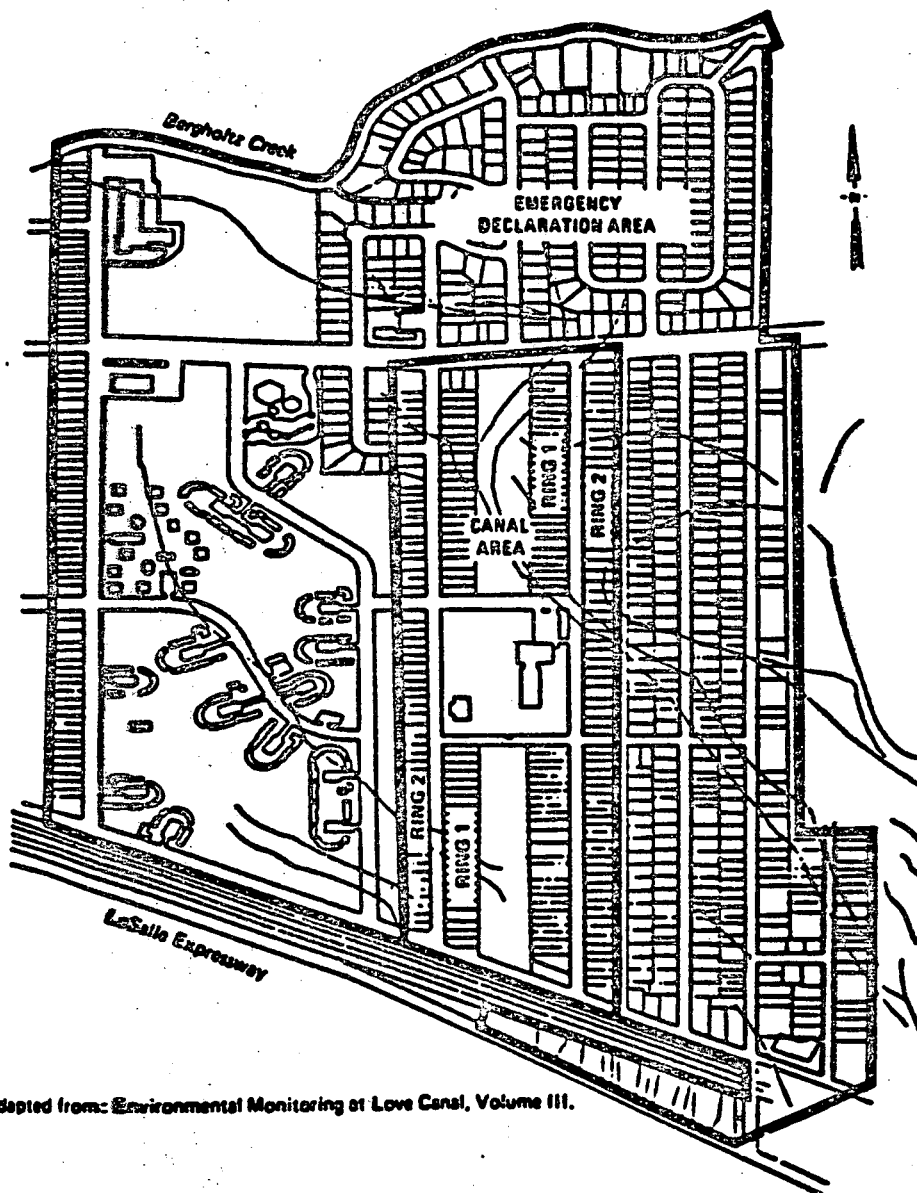 Bergholtz Creek
EMERGENCY
DECLARATION AREA
N
RING 1
RING 2
CANAL
AREA
RING 2
RING 1
LaSalle Expressway
dapted from: Environmental Monitoring at Love Canal, Volume III.